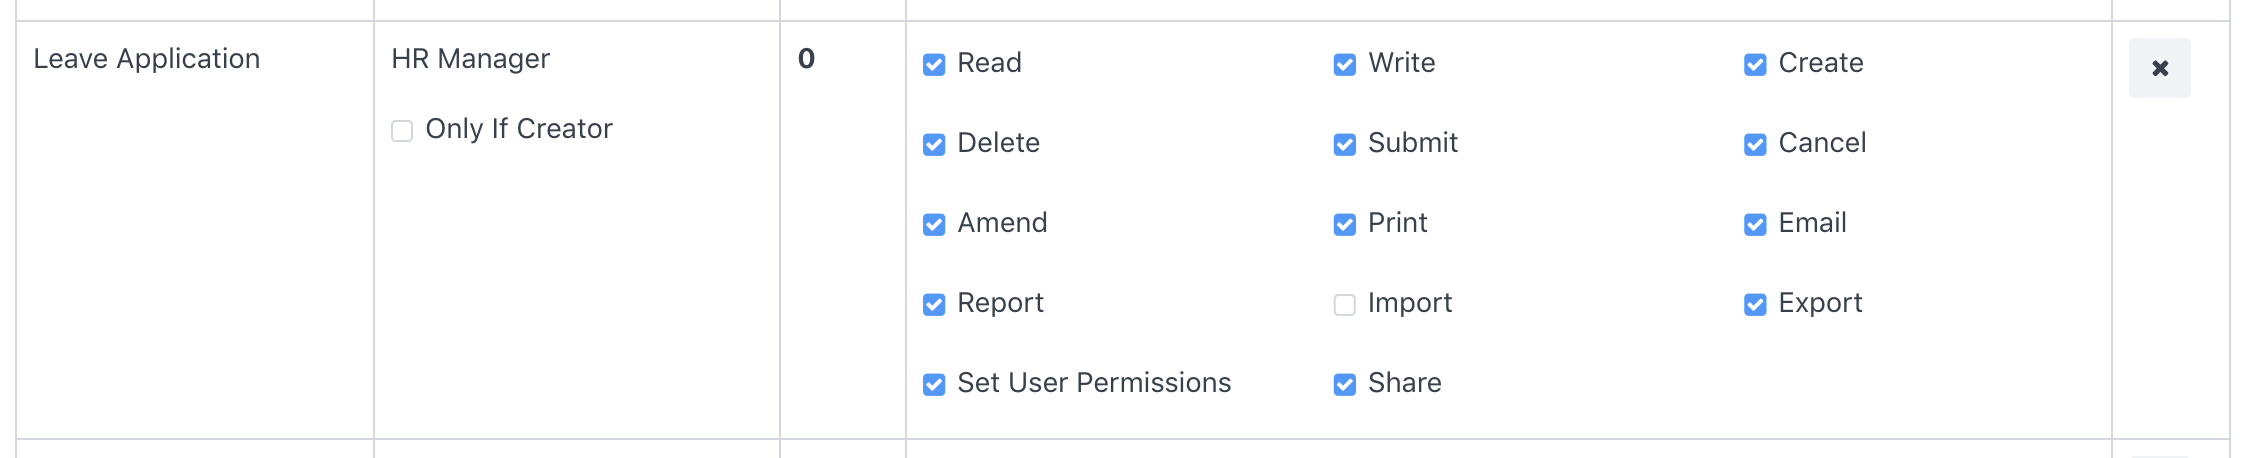 Leave Application
HR Manager
Only If Creator
0
Read
Write
Create
Delete
Submit
Cancel
Amend
Print
Email
Report
Import
Export
Set User Permissions
Share